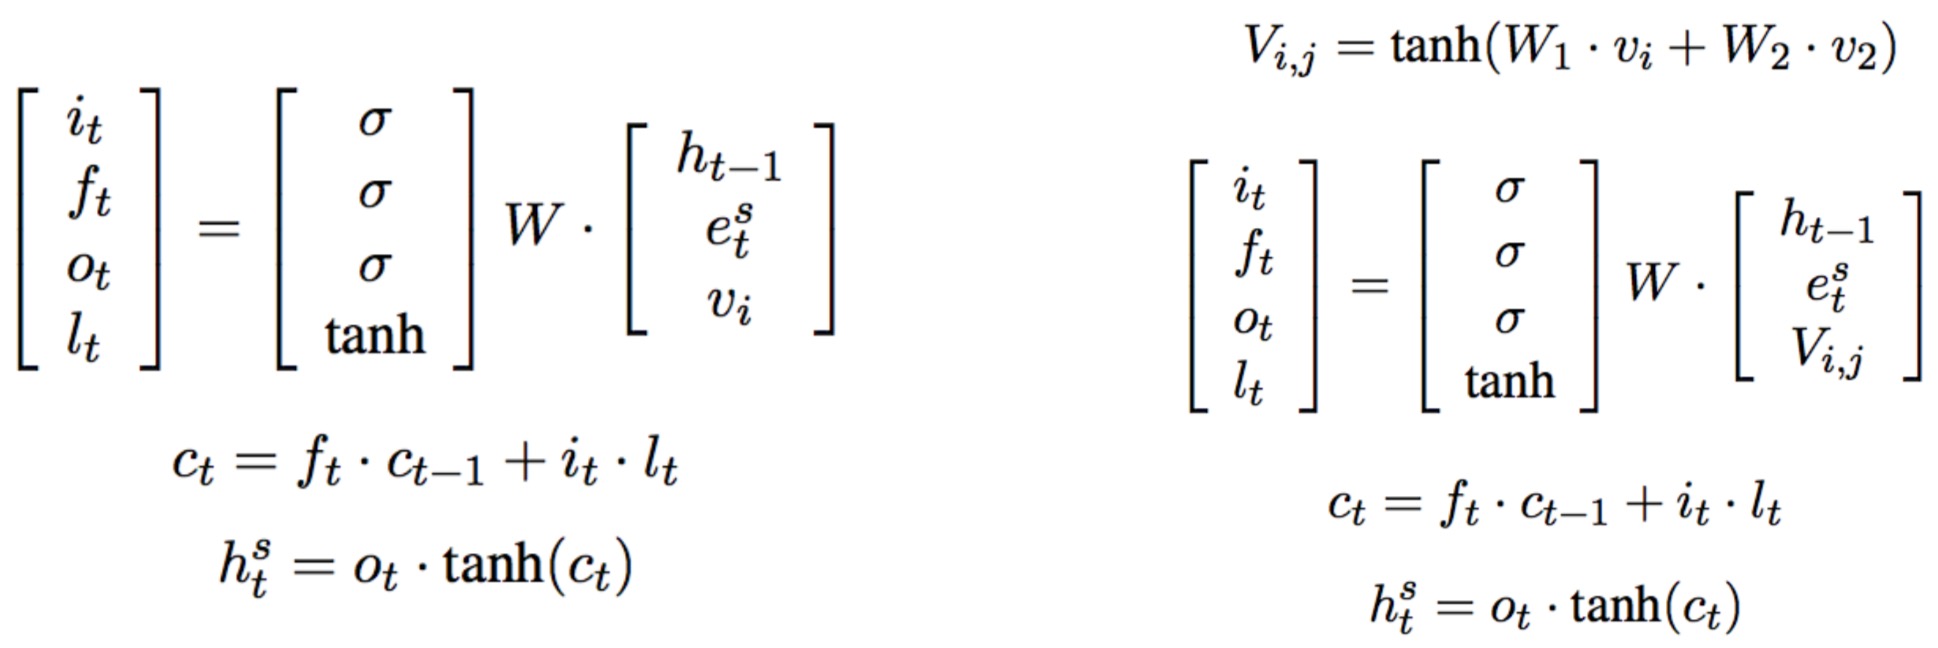 [ i_t f_t o_t l_t ] = [ σ σ σ tanh ] W · [ h_{t−1} e_t^s v_i ]
c_t = f_t · c_{t−1} + i_t · l_t
h_t^s = o_t · tanh(c_t)
V_{i,j} = tanh(W_1 · v_i + W_2 · v_2)
[ i_t f_t o_t l_t ] = [ σ σ σ tanh ] W · [ h_{t−1} e_t^s V_{i,j} ]
c_t = f_t · c_{t−1} + i_t · l_t
h_t^s = o_t · tanh(c_t)